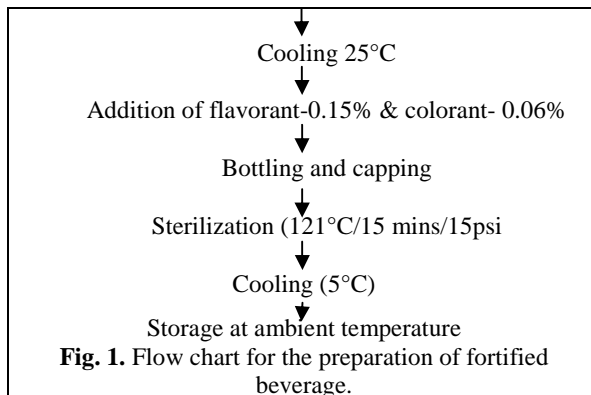 Cooling 25°C
Addition of flavorant-0.15% & colorant- 0.06%
Bottling and capping
Sterilization (121°C/15 mins/15psi
Cooling (5°C)
Storage at ambient temperature
Fig. 1. Flow chart for the preparation of fortified
beverage.